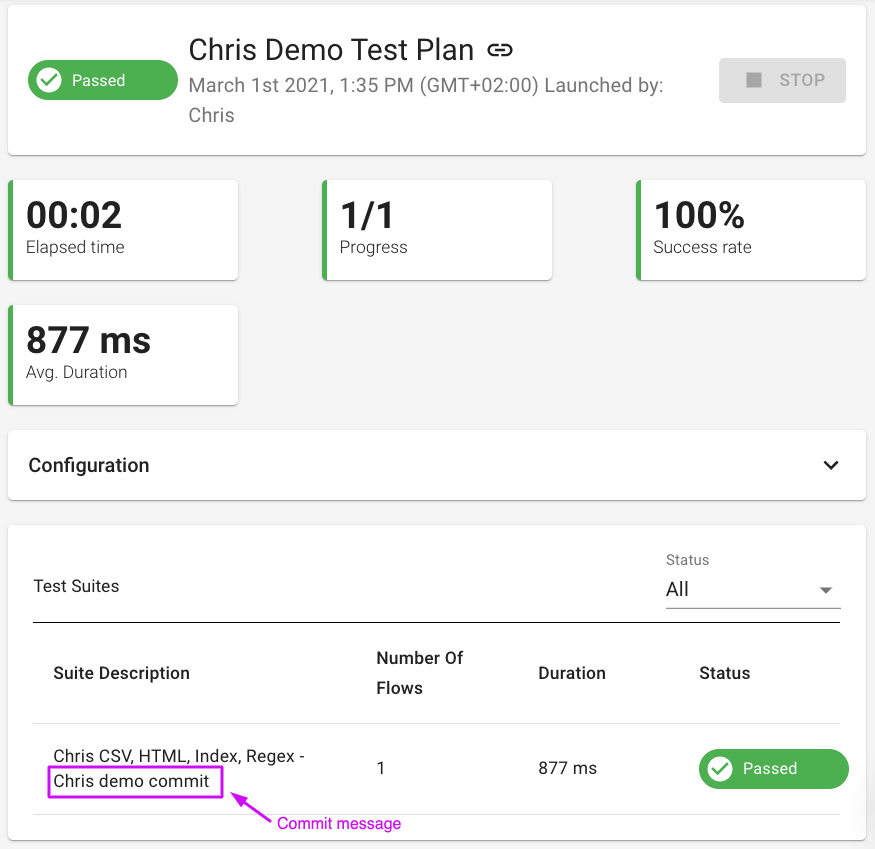 Passed
Chris Demo Test Plan
March 1st 2021, 1:35 PM (GMT+02:00) Launched by:
Chris
STOP
00:02
Elapsed time
1/1
Progress
100%
Success rate
877 ms
Avg. Duration
Configuration
Test Suites
Status
All
Suite Description
Number Of
Flows
Duration
Status
Chris CSV, HTML, Index, Regex -
Chris demo commit
1
877 ms
Passed
Commit message